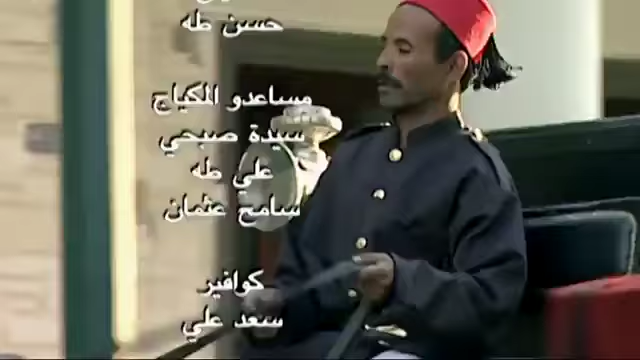 حسن طه
مساعدو المكياج
سيدة صبحي
علي طه
سامح عثمان
كوافير
سعد علي